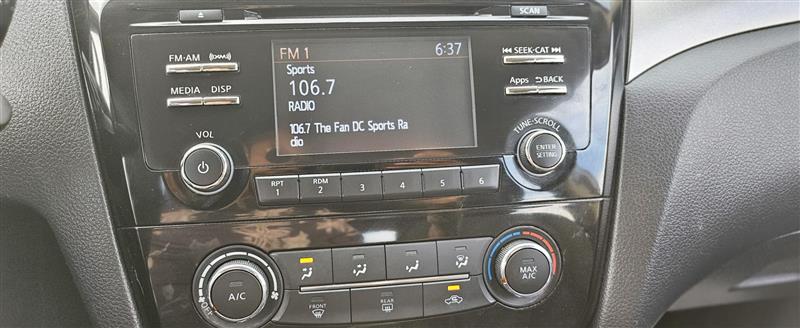 SCAN
FM 1 6:37
Sports
106.7
RADIO
106.7 The Fan DC Sports Ra
dio
FM·AM (((XM)))
MEDIA DISP
VOL
SEEK·CAT
Apps BACK
TUNE·SCROLL
ENTER
SETTING
RPT RDM
1 2 3 4 5 6
A/C
OFF
FRONT REAR
MAX
A/C